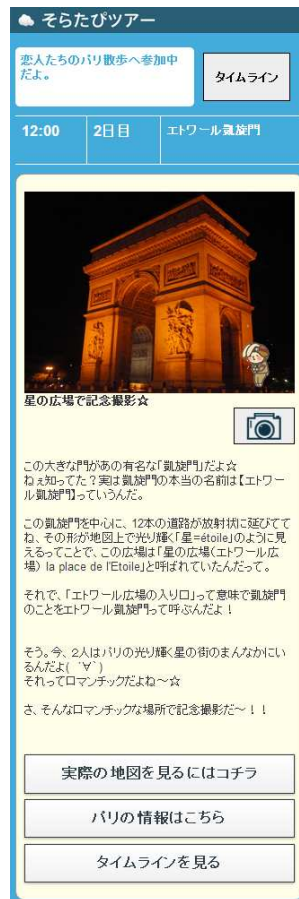 そらたびツアー
恋人たちのパリ散歩へ参加中
だよ。
タイムライン
12:00
2日目
エトワール凱旋門
星の広場で記念撮影☆
この大きな門があの有名な「凱旋門」だよ☆
ねぇ知ってた？実は凱旋門の本当の名前は【エトワー
ル凱旋門】っていうんだ。
この凱旋門を中心に、12本の道路が放射状に延びてて
ね、その形が地図上で光り輝く「星=étoile」のように見
えるってことで、この広場は「星の広場(エトワール広
場) la place de l'Etoile」と呼ばれていたんだって。
それで、「エトワール広場の入り口」って意味で凱旋門
のことをエトワール凱旋門って呼ぶんだよ！
そう。今、2人はパリの光り輝く星の街のまんなかにい
るんだよ( ´∀`)
それってロマンチックだよね～☆
さ、そんなロマンチックな場所で記念撮影だ～！！
実際の地図を見るにはコチラ
パリの情報はこちら
タイムラインを見る